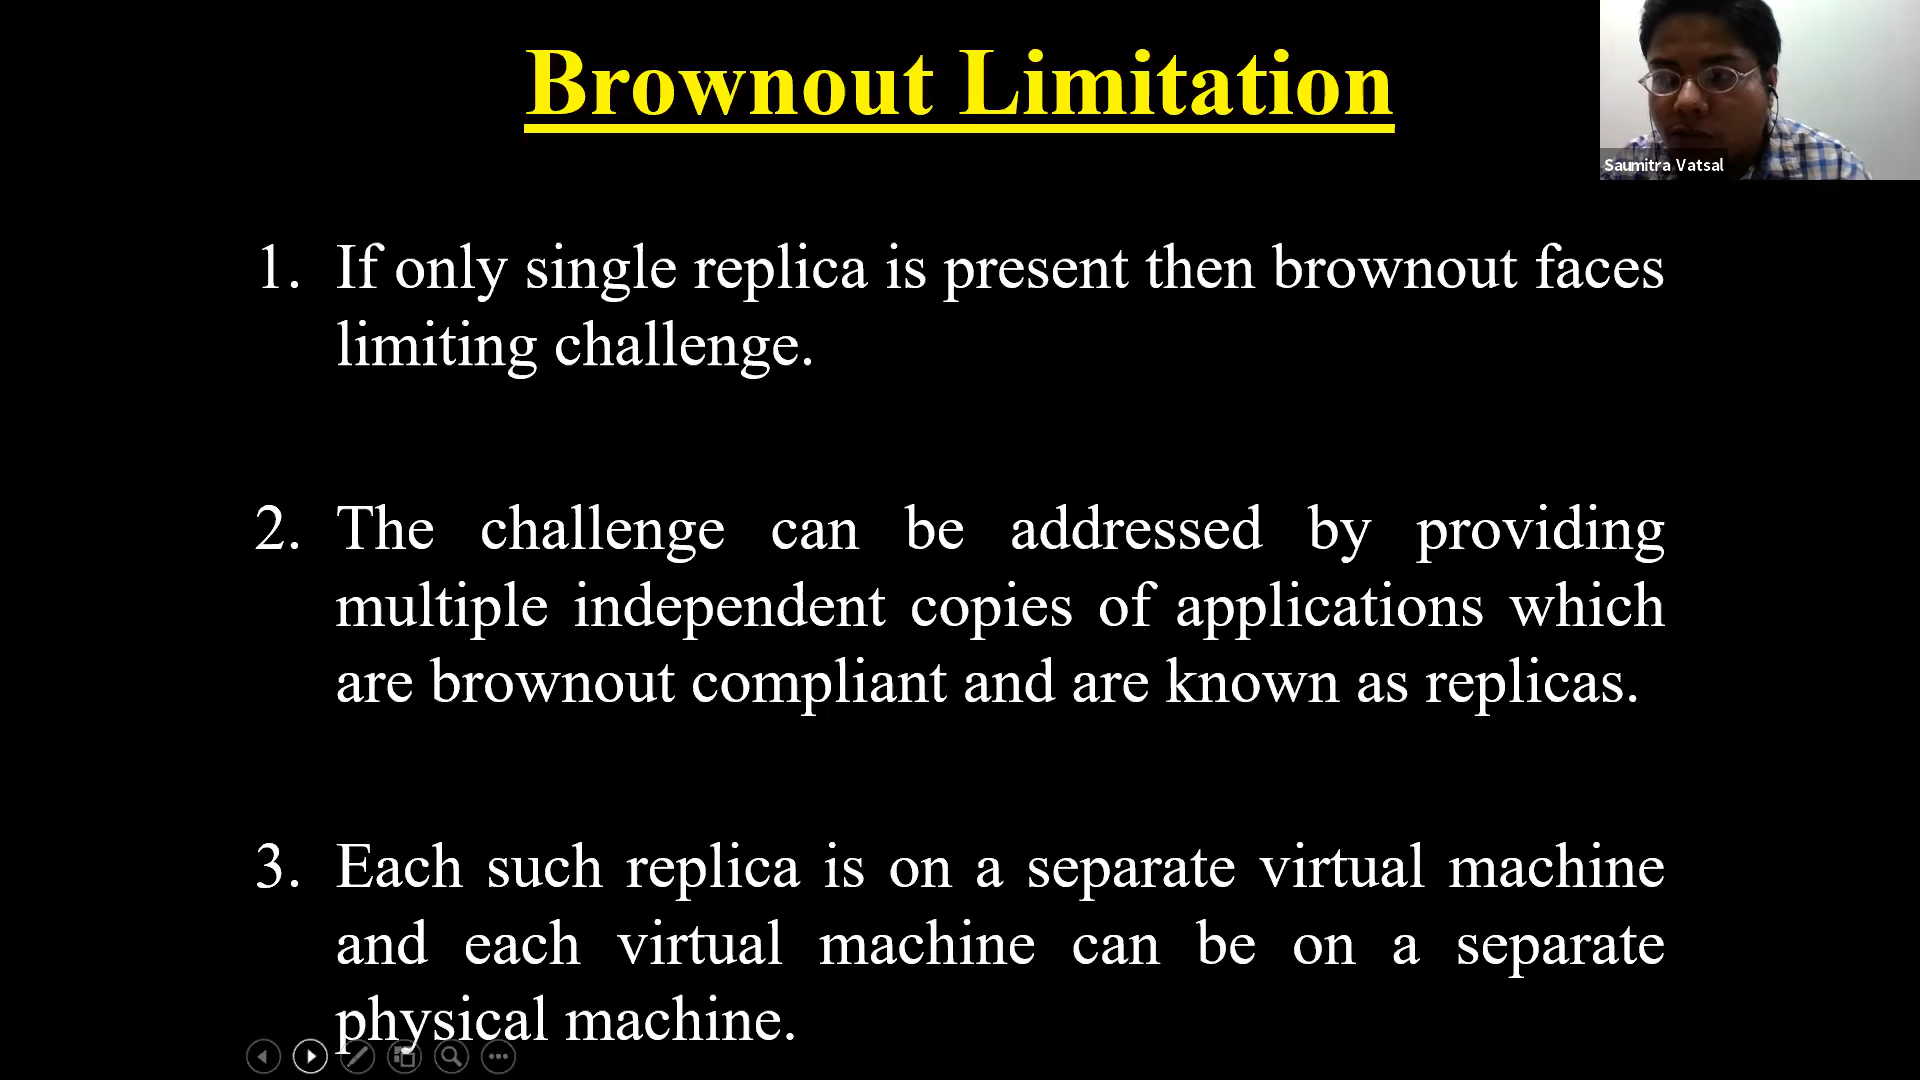 Brownout Limitation
Saumitra Vatsal
1. If only single replica is present then brownout faces
limiting challenge.
2. The challenge can be addressed by providing
multiple independent copies of applications which
are brownout compliant and are known as replicas.
3. Each such replica is on a separate virtual machine
and each virtual machine can be on a separate
physical machine.